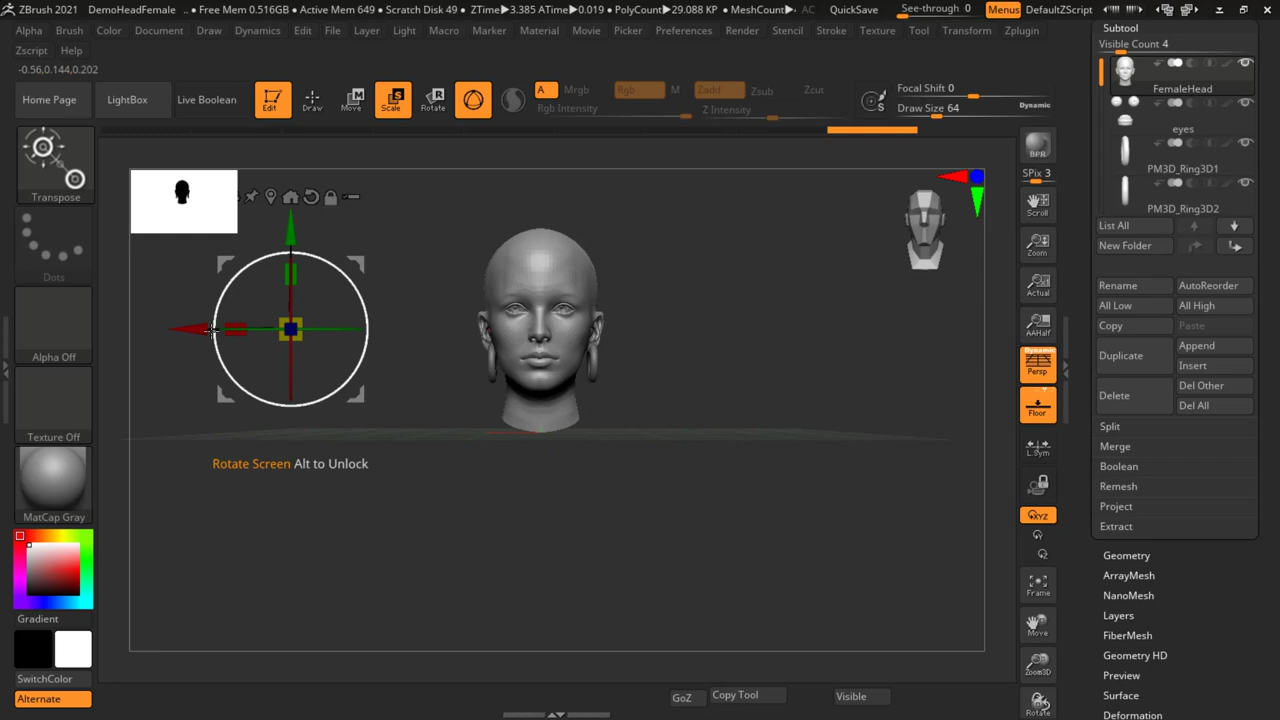 ZBrush 2021 DemoHeadFemale .. • Free Mem 0.516GB • Active Mem 649 • Scratch Disk 49 • ZTime▸3.385 ATime▸0.019 • PolyCount▸29.088 KP • MeshCount▸ QuickSave See-through 0 Menus DefaultZScript
Alpha Brush Color Document Draw Dynamics Edit File Layer Light Macro Marker Material Movie Picker Preferences Render Stencil Stroke Texture Tool Transform Zplugin
Zscript Help
-0.56,0.144,0.202
Home Page LightBox Live Boolean Edit Draw Move Scale Rotate A Mrgb Rgb M Zadd Zsub Zcut Focal Shift 0
Rgb Intensity Z Intensity S Draw Size 64 Dynamic
Transpose
Dots
Alpha Off
Texture Off
MatCap Gray
Gradient
SwitchColor
Alternate
Rotate Screen Alt to Unlock
GoZ Copy Tool Visible
BPR
SPix 3
Scroll
Zoom
Actual
AAHalf
Dynamic
Persp
Y
Floor
L.Sym
XYZ
Y
Z
Frame
Move
Zoom3D
Rotate
Subtool
Visible Count 4
FemaleHead
eyes
PM3D_Ring3D1
PM3D_Ring3D2
List All
New Folder
Rename AutoReorder
All Low All High
Copy Paste
Duplicate Append
Insert
Delete Del Other
Del All
Split
Merge
Boolean
Remesh
Project
Extract
Geometry
ArrayMesh
NanoMesh
Layers
FiberMesh
Geometry HD
Preview
Surface
Deformation